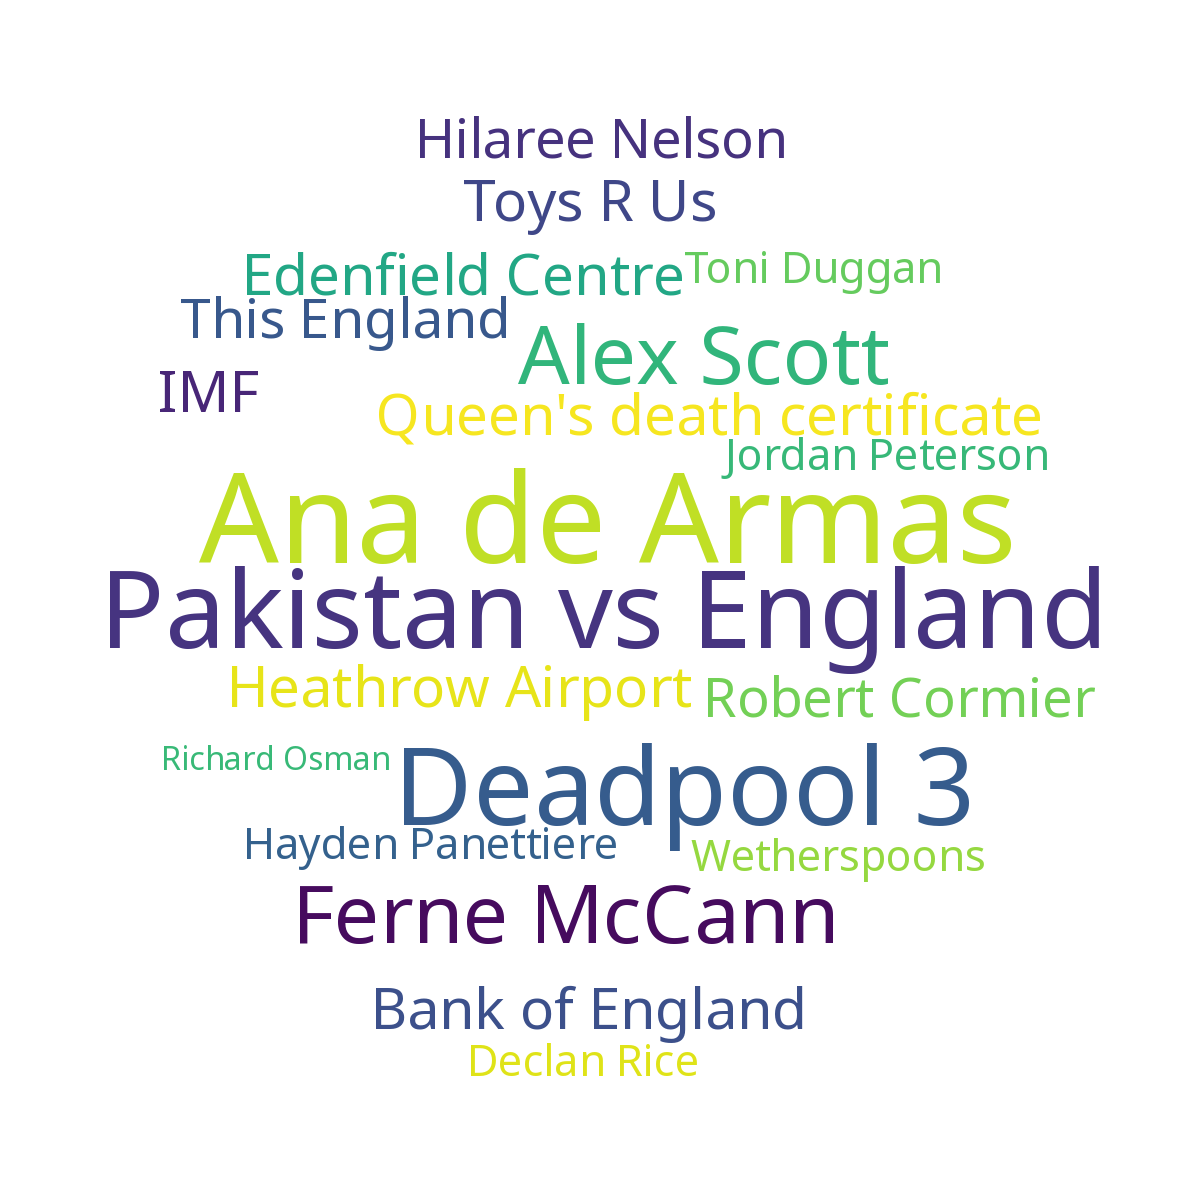 Hilaree Nelson
Toys R Us
Edenfield Centre
Toni Duggan
This England
Alex Scott
IMF
Queen's death certificate
Jordan Peterson
Ana de Armas
Pakistan vs England
Heathrow Airport
Robert Cormier
Richard Osman
Deadpool 3
Hayden Panettiere
Wetherspoons
Ferne McCann
Bank of England
Declan Rice